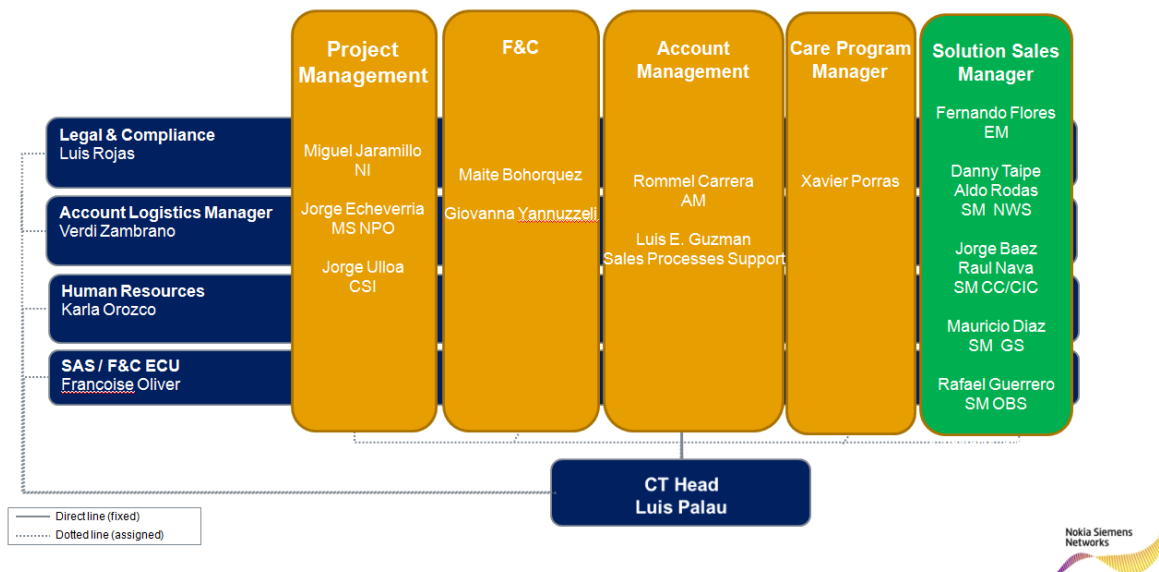 Project
Management
Miguel Jaramillo
NI
Jorge Echeverria
MS NPO
Jorge Ulloa
CSI
F&C
Maite Bohorquez
Giovanna Yannuzzeli
Account
Management
Rommel Carrera
AM
Luis E. Guzman
Sales Processes Support
Care Program
Manager
Xavier Porras
Solution Sales
Manager
Fernando Flores
EM
Danny Taipe
Aldo Rodas
SM NWS
Jorge Baez
Raul Nava
SM CC/CIC
Mauricio Diaz
SM GS
Rafael Guerrero
SM OBS
Legal & Compliance
Luis Rojas
Account Logistics Manager
Verdi Zambrano
Human Resources
Karla Orozco
SAS / F&C ECU
Francoise Oliver
CT Head
Luis Palau
Direct line (fixed)
Dotted line (assigned)
Nokia Siemens
Networks